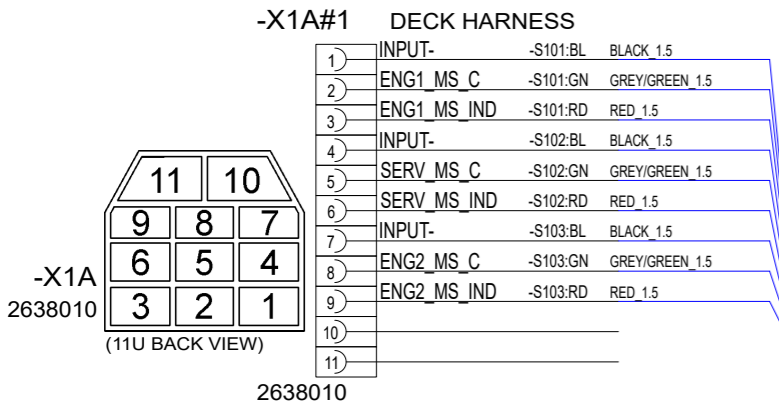 -X1A#1 DECK HARNESS
1 INPUT- -S101:BL BLACK_1.5
2 ENG1_MS_C -S101:GN GREY/GREEN_1.5
3 ENG1_MS_IND -S101:RD RED_1.5
4 INPUT- -S102:BL BLACK_1.5
5 SERV_MS_C -S102:GN GREY/GREEN_1.5
6 SERV_MS_IND -S102:RD RED_1.5
7 INPUT- -S103:BL BLACK_1.5
8 ENG2_MS_C -S103:GN GREY/GREEN_1.5
9 ENG2_MS_IND -S103:RD RED_1.5
10
11
2638010
11 10
9 8 7
6 5 4
3 2 1
-X1A
2638010
(11U BACK VIEW)